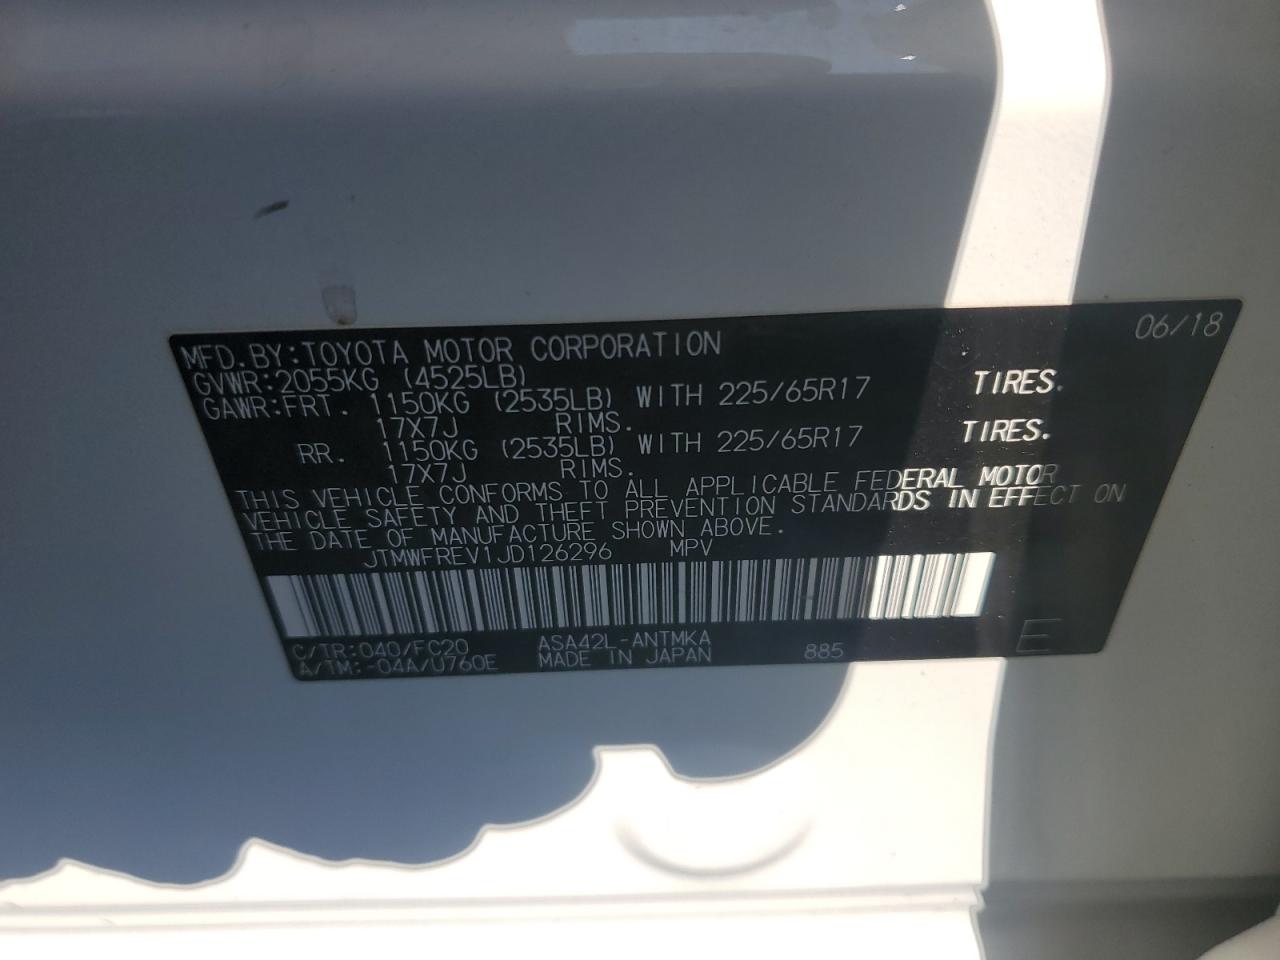 06/18
MFD.BY:TOYOTA MOTOR CORPORATION
GVWR:2055KG (4525LB)
GAWR:FRT. 1150KG (2535LB) WITH 225/65R17 TIRES.
17X7J RIMS.
RR. 1150KG (2535LB) WITH 225/65R17 TIRES.
17X7J RIMS.
THIS VEHICLE CONFORMS TO ALL APPLICABLE FEDERAL MOTOR
VEHICLE SAFETY AND THEFT PREVENTION STANDARDS IN EFFECT ON
THE DATE OF MANUFACTURE SHOWN ABOVE.
JTMWFREV1JD126296 MPV
C/TR:040/FC20 ASA42L-ANTMKA
A/TM:-04A/U760E MADE IN JAPAN 885 E